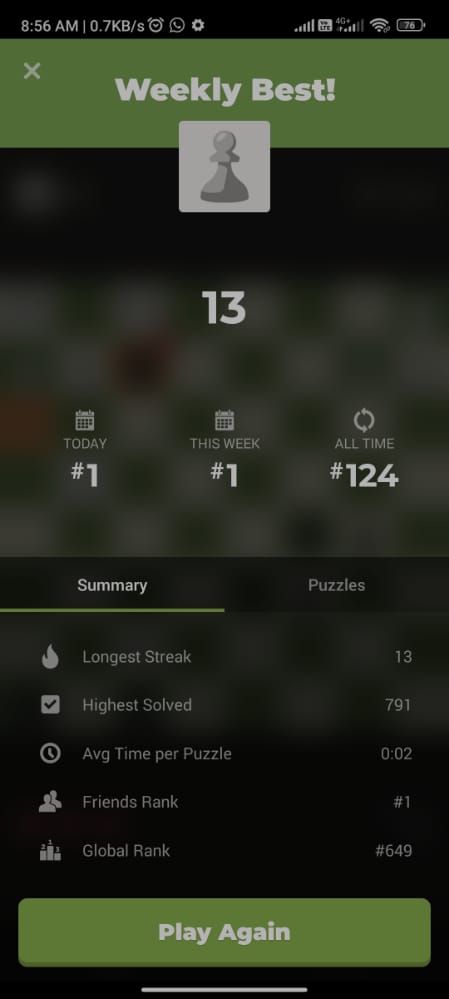 8:56 AM | 0.7KB/s
4G+
76
Weekly Best!
13
TODAY
THIS WEEK
ALL TIME
#1
#1
#124
Summary
Puzzles
Longest Streak 13
Highest Solved 791
Avg Time per Puzzle 0:02
Friends Rank #1
Global Rank #649
Play Again